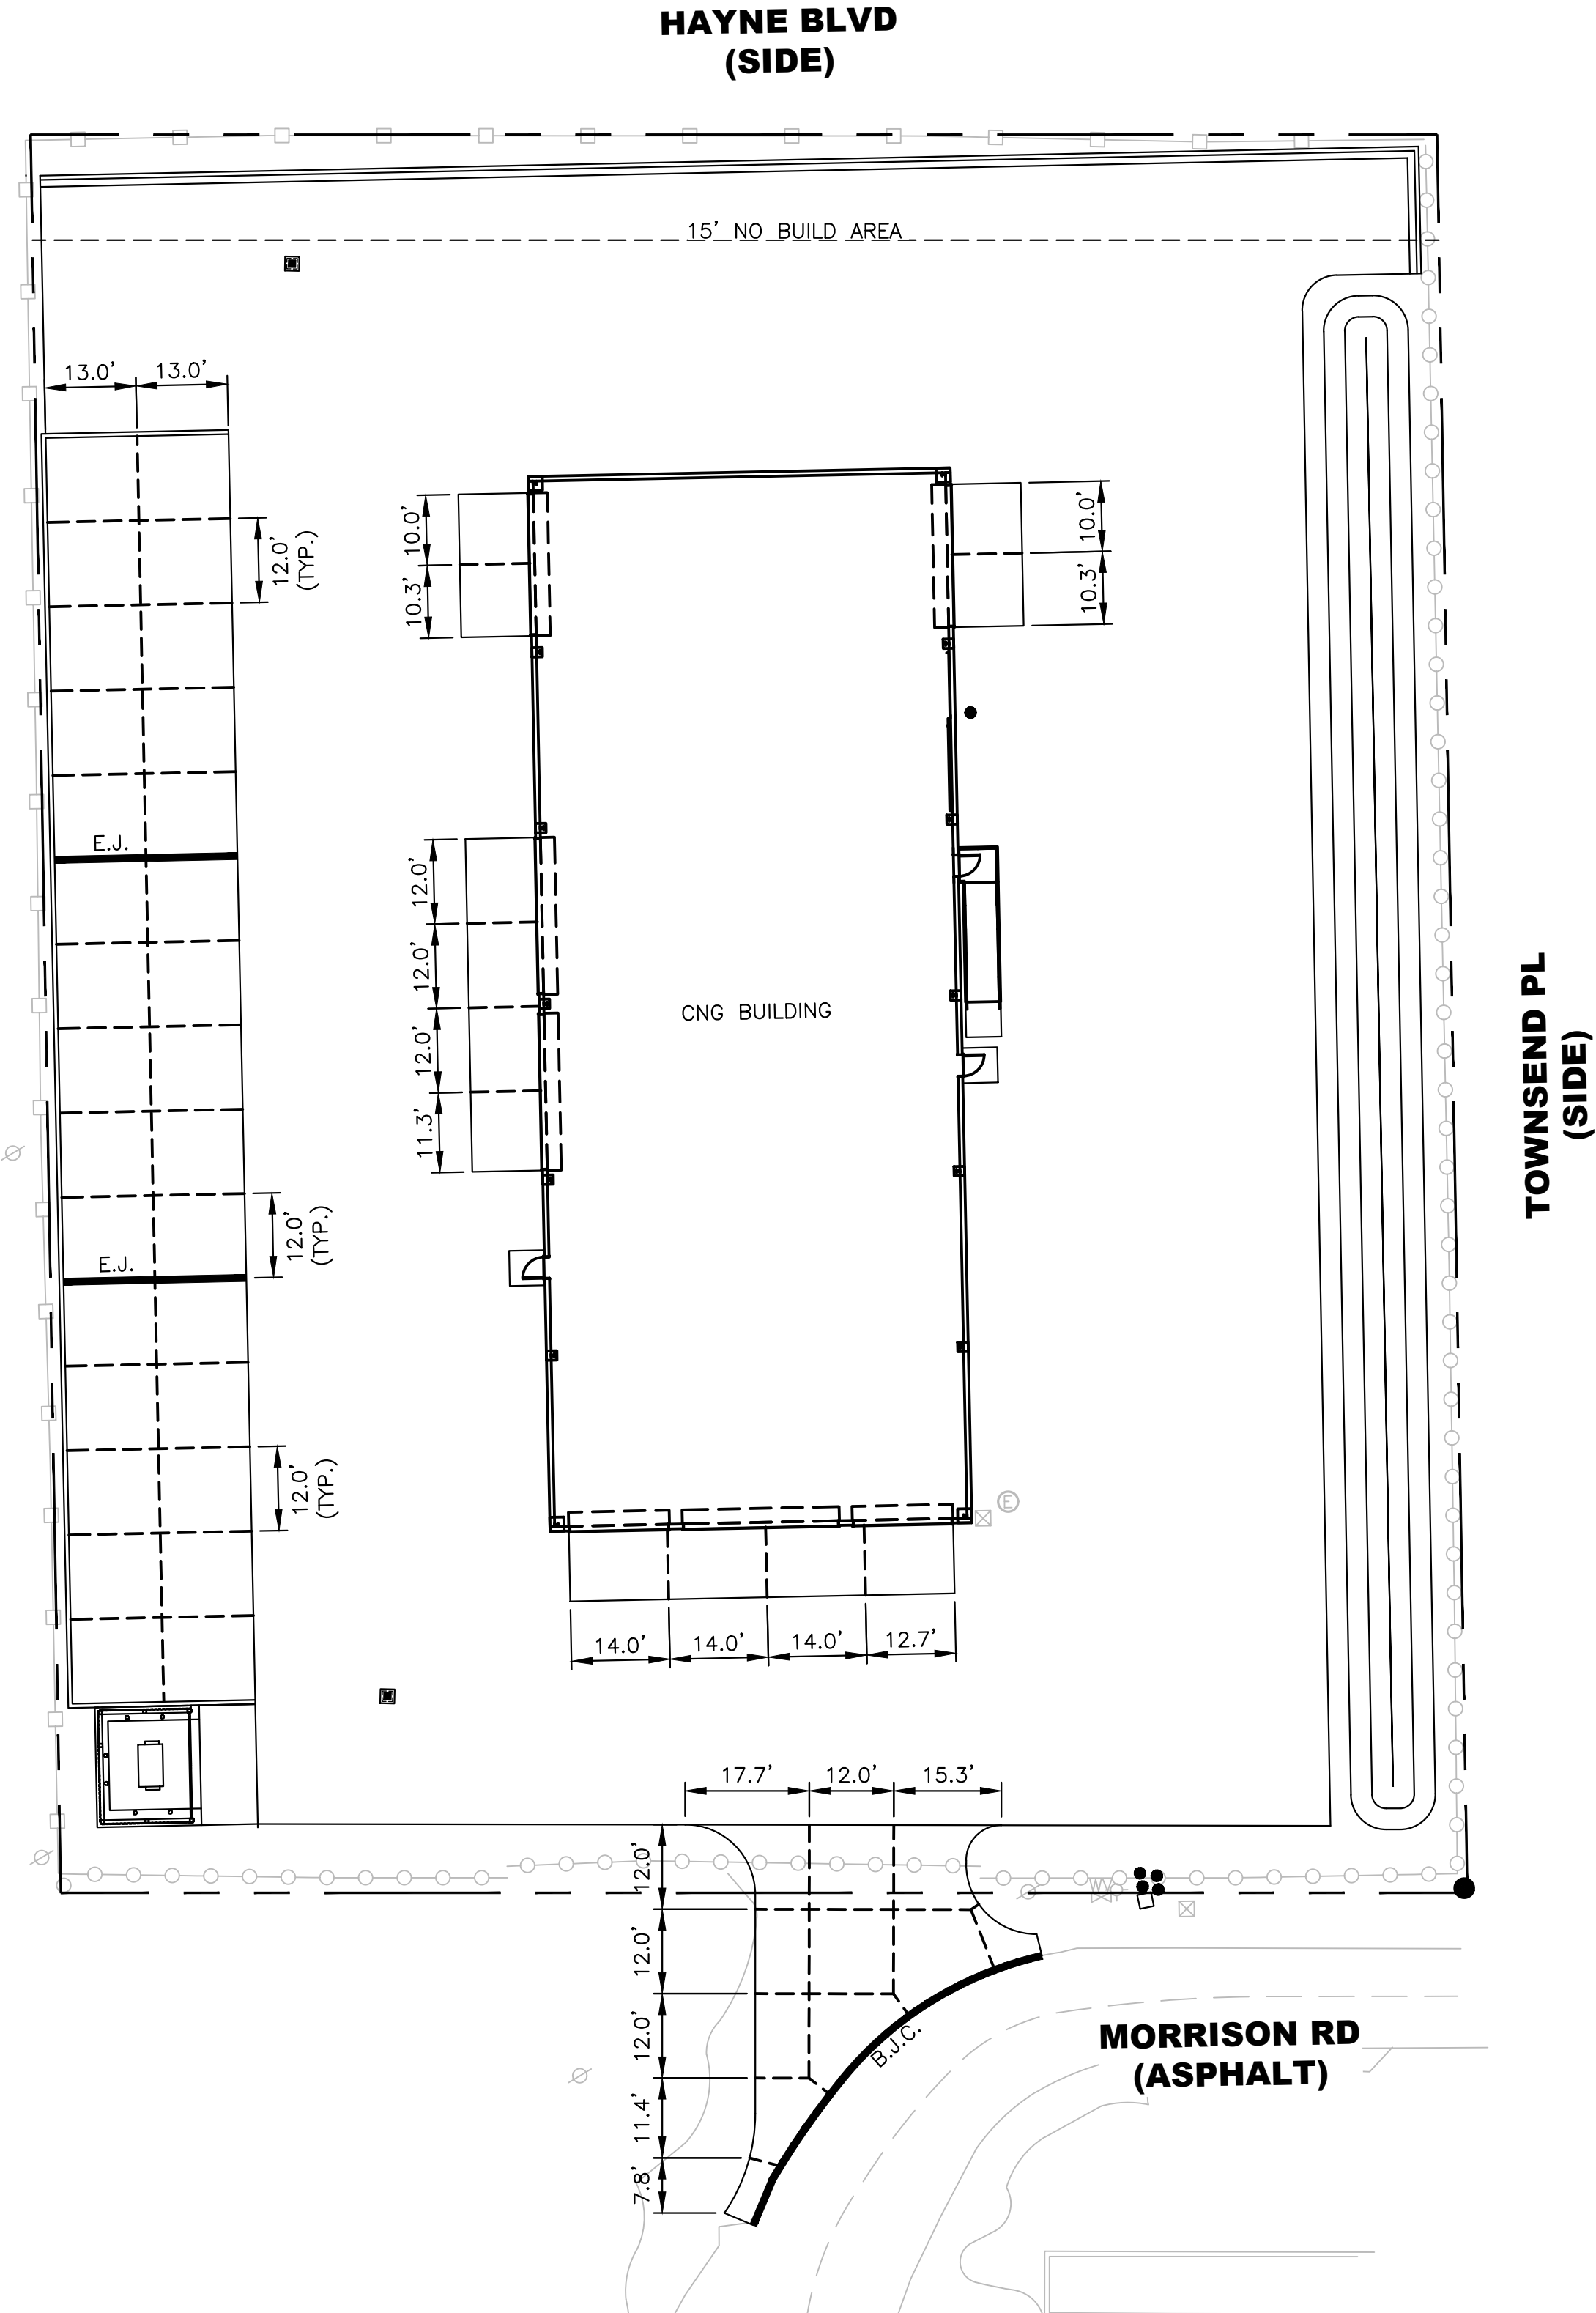 HAYNE BLVD
(SIDE)
15' NO BUILD AREA
13.0'
13.0'
10.0'
10.3'
10.0'
10.3'
12.0'
(TYP.)
E.J.
12.0'
12.0'
12.0'
11.3'
CNG BUILDING
TOWNSEND PL
(SIDE)
12.0'
(TYP.)
E.J.
12.0'
(TYP.)
E
14.0'
14.0'
14.0'
12.7'
17.7'
12.0'
15.3'
12.0'
WV
12.0'
12.0'
11.4'
7.8'
B.J.C.
MORRISON RD
(ASPHALT)